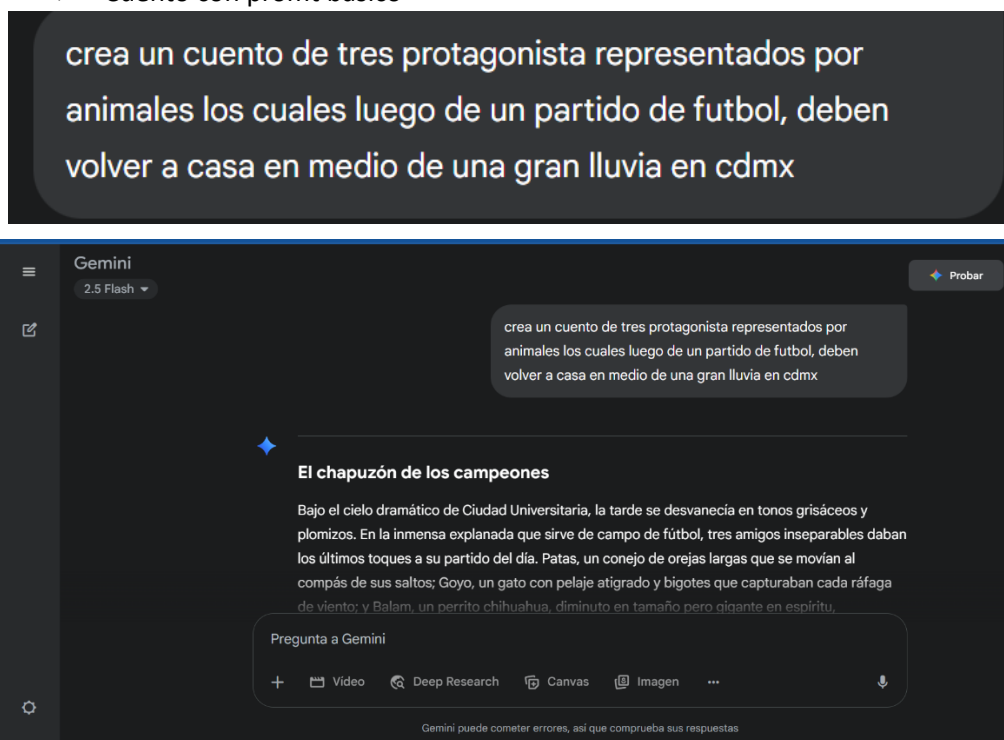 Cuento con promt básico
crea un cuento de tres protagonista representados por
animales los cuales luego de un partido de futbol, deben
volver a casa en medio de una gran lluvia en cdmx
Gemini
2.5 Flash
Probar
crea un cuento de tres protagonista representados por
animales los cuales luego de un partido de futbol, deben
volver a casa en medio de una gran lluvia en cdmx
El chapuzón de los campeones
Bajo el cielo dramático de Ciudad Universitaria, la tarde se desvanecía en tonos grisáceos y
plomizos. En la inmensa explanada que sirve de campo de fútbol, tres amigos inseparables daban
los últimos toques a su partido del día. Patas, un conejo de orejas largas que se movían al
compás de sus saltos; Goyo, un gato con pelaje atigrado y bigotes que capturaban cada ráfaga
de viento; y Balam, un perrito chihuahua, diminuto en tamaño pero gigante en espíritu,
Pregunta a Gemini
Vídeo
Deep Research
Canvas
Imagen
Gemini puede cometer errores, así que comprueba sus respuestas